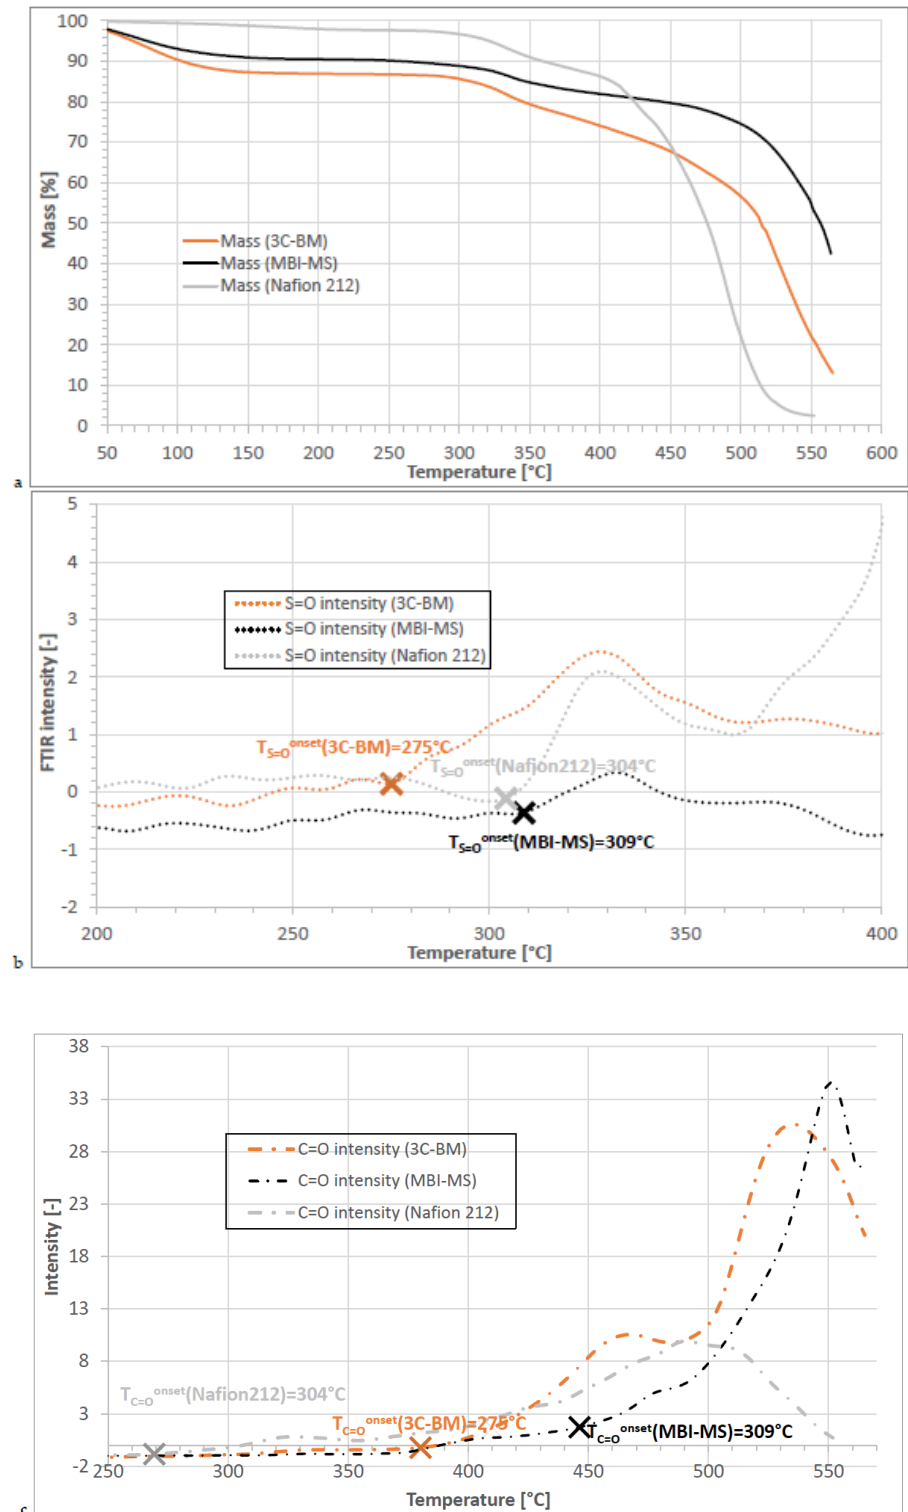 100
90
80
70
60
50
40
30
20
10
0
Mass [%]
Mass (3C-BM)
Mass (MBI-MS)
Mass (Nafion 212)
50 100 150 200 250 300 350 400 450 500 550 600
Temperature [°C]
a
5
4
3
2
1
0
-1
-2
FTIR intensity [-]
S=O intensity (3C-BM)
S=O intensity (MBI-MS)
S=O intensity (Nafion 212)
TS=Oonset(3C-BM)=275°C
TS=Oonset(Nafion212)=304°C
TS=Oonset(MBI-MS)=309°C
200 250 300 350 400
Temperature [°C]
b
38
33
28
23
18
13
8
3
-2
Intensity [-]
C=O intensity (3C-BM)
C=O intensity (MBI-MS)
C=O intensity (Nafion 212)
TC=Oonset(Nafion212)=304°C
TC=Oonset(3C-BM)=275°C
TC=Oonset(MBI-MS)=309°C
250 300 350 400 450 500 550
Temperature [°C]
c